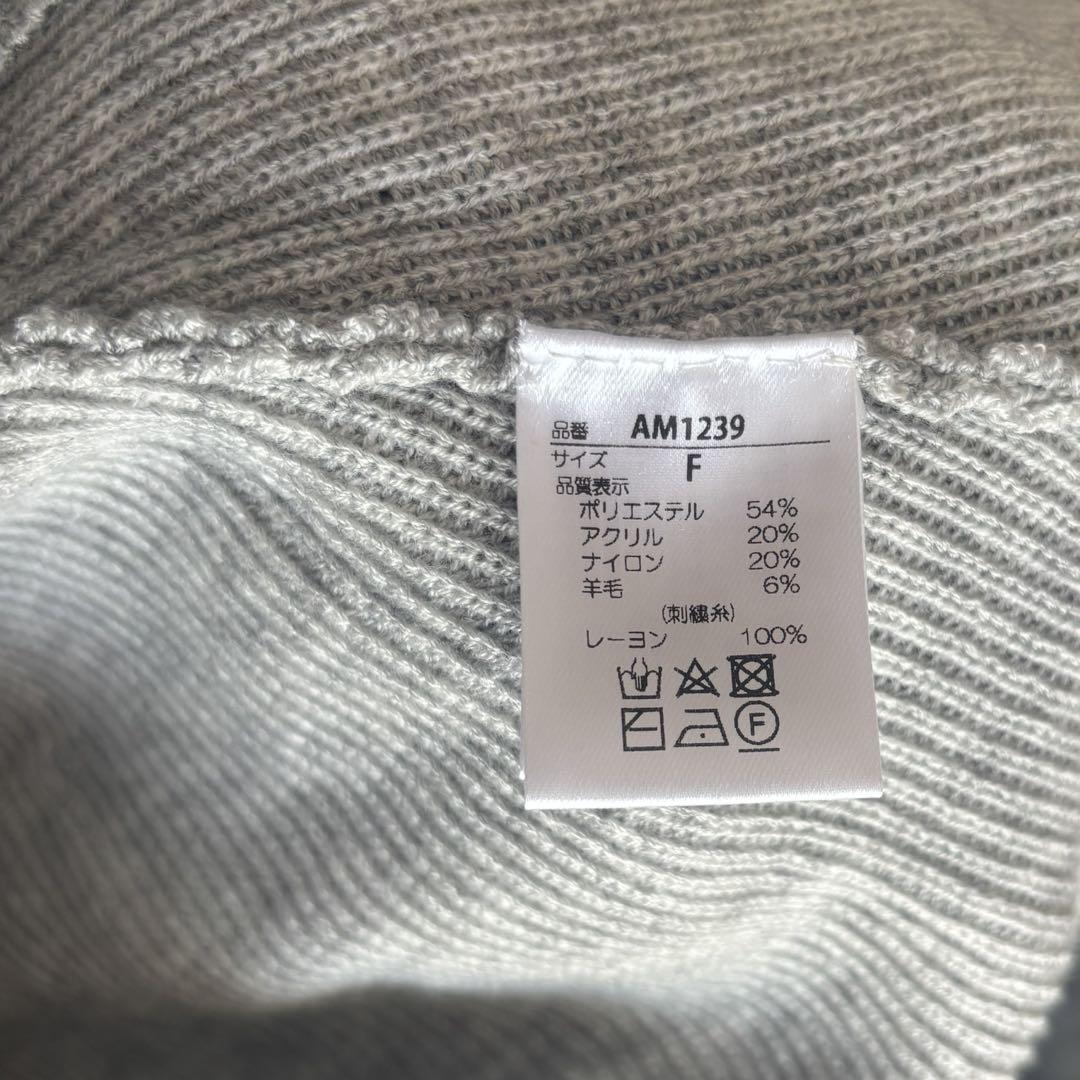 品番 AM1239
サイズ F
品質表示
ポリエステル 54%
アクリル 20%
ナイロン 20%
羊毛 6%
(刺繍糸)
レーヨン 100%
F